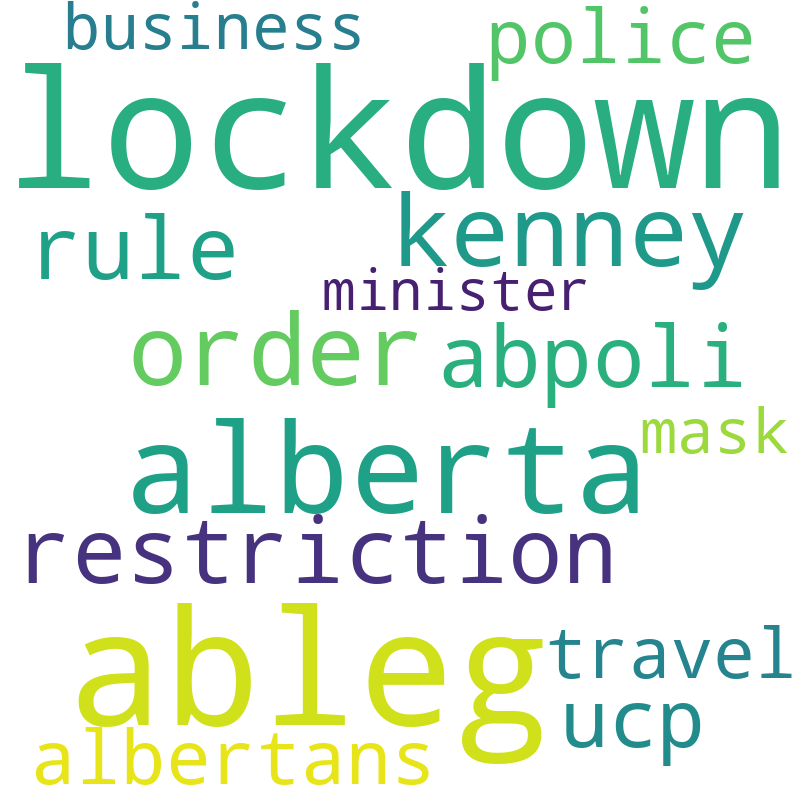 business
police
lockdown
rule
kenney
minister
order
abpoli
alberta
mask
restriction
ableg
travel
ucp
albertans